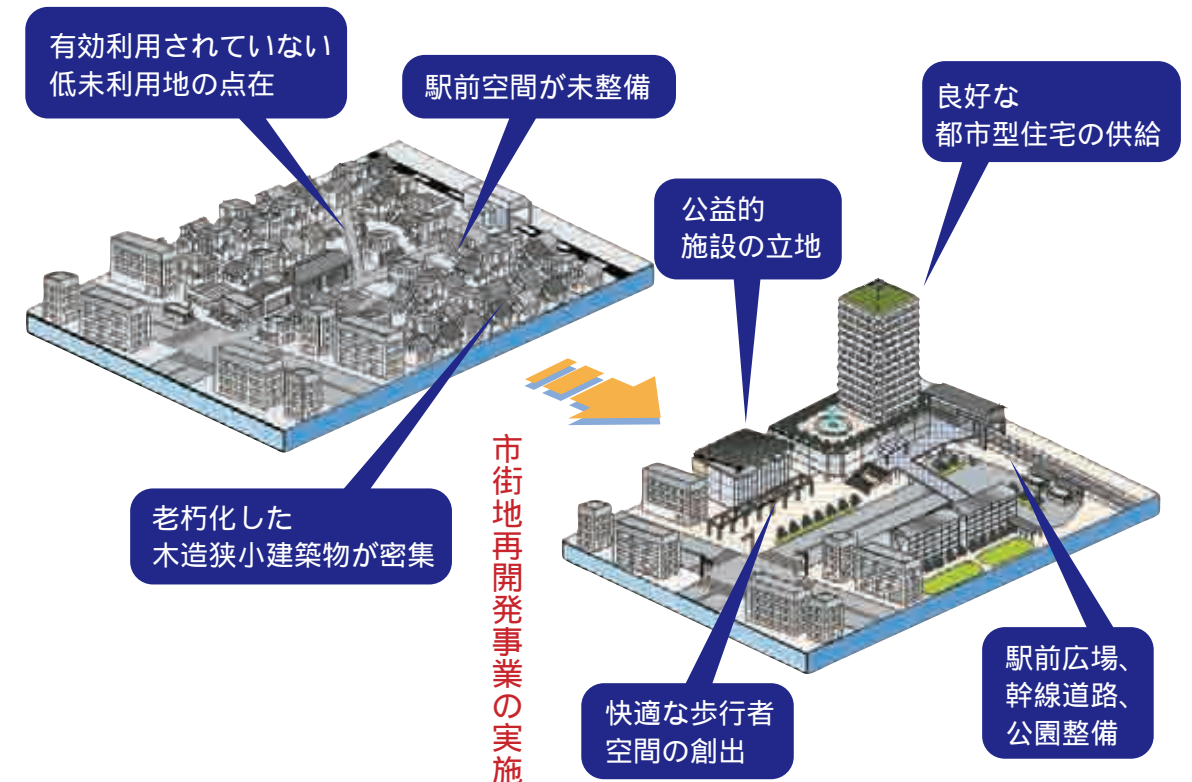 有効利用されていない
低未利用地の点在
駅前空間が未整備
良好な
都市型住宅の供給
公益的
施設の立地
老朽化した
木造狭小建築物が密集
市街地再開発事業の実施
快適な歩行者
空間の創出
駅前広場、
幹線道路、
公園整備